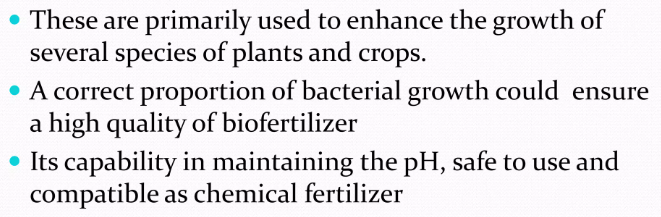 • These are primarily used to enhance the growth of
several species of plants and crops.
• A correct proportion of bacterial growth could  ensure
a high quality of biofertilizer
• Its capability in maintaining the pH, safe to use and
compatible as chemical fertilizer